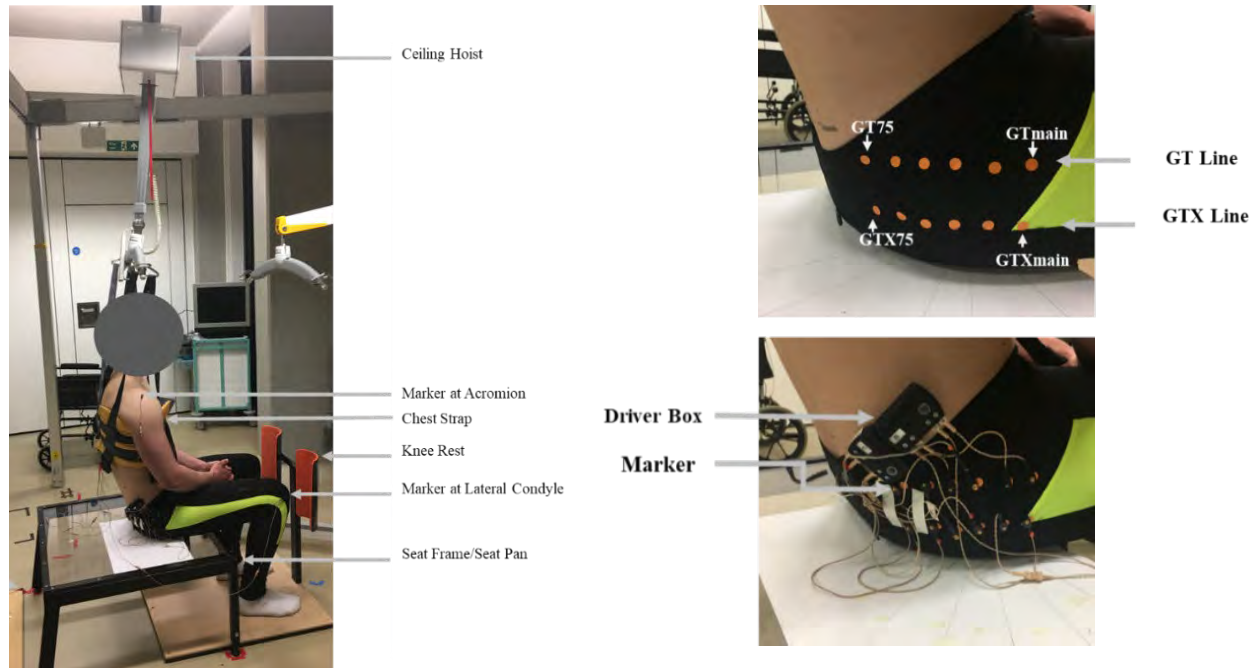 Ceiling Hoist
Marker at Acromion
Chest Strap
Knee Rest
Marker at Lateral Condyle
Seat Frame/Seat Pan
GT75
GTmain
GT Line
GTX Line
GTX75
GTXmain
Driver Box
Marker